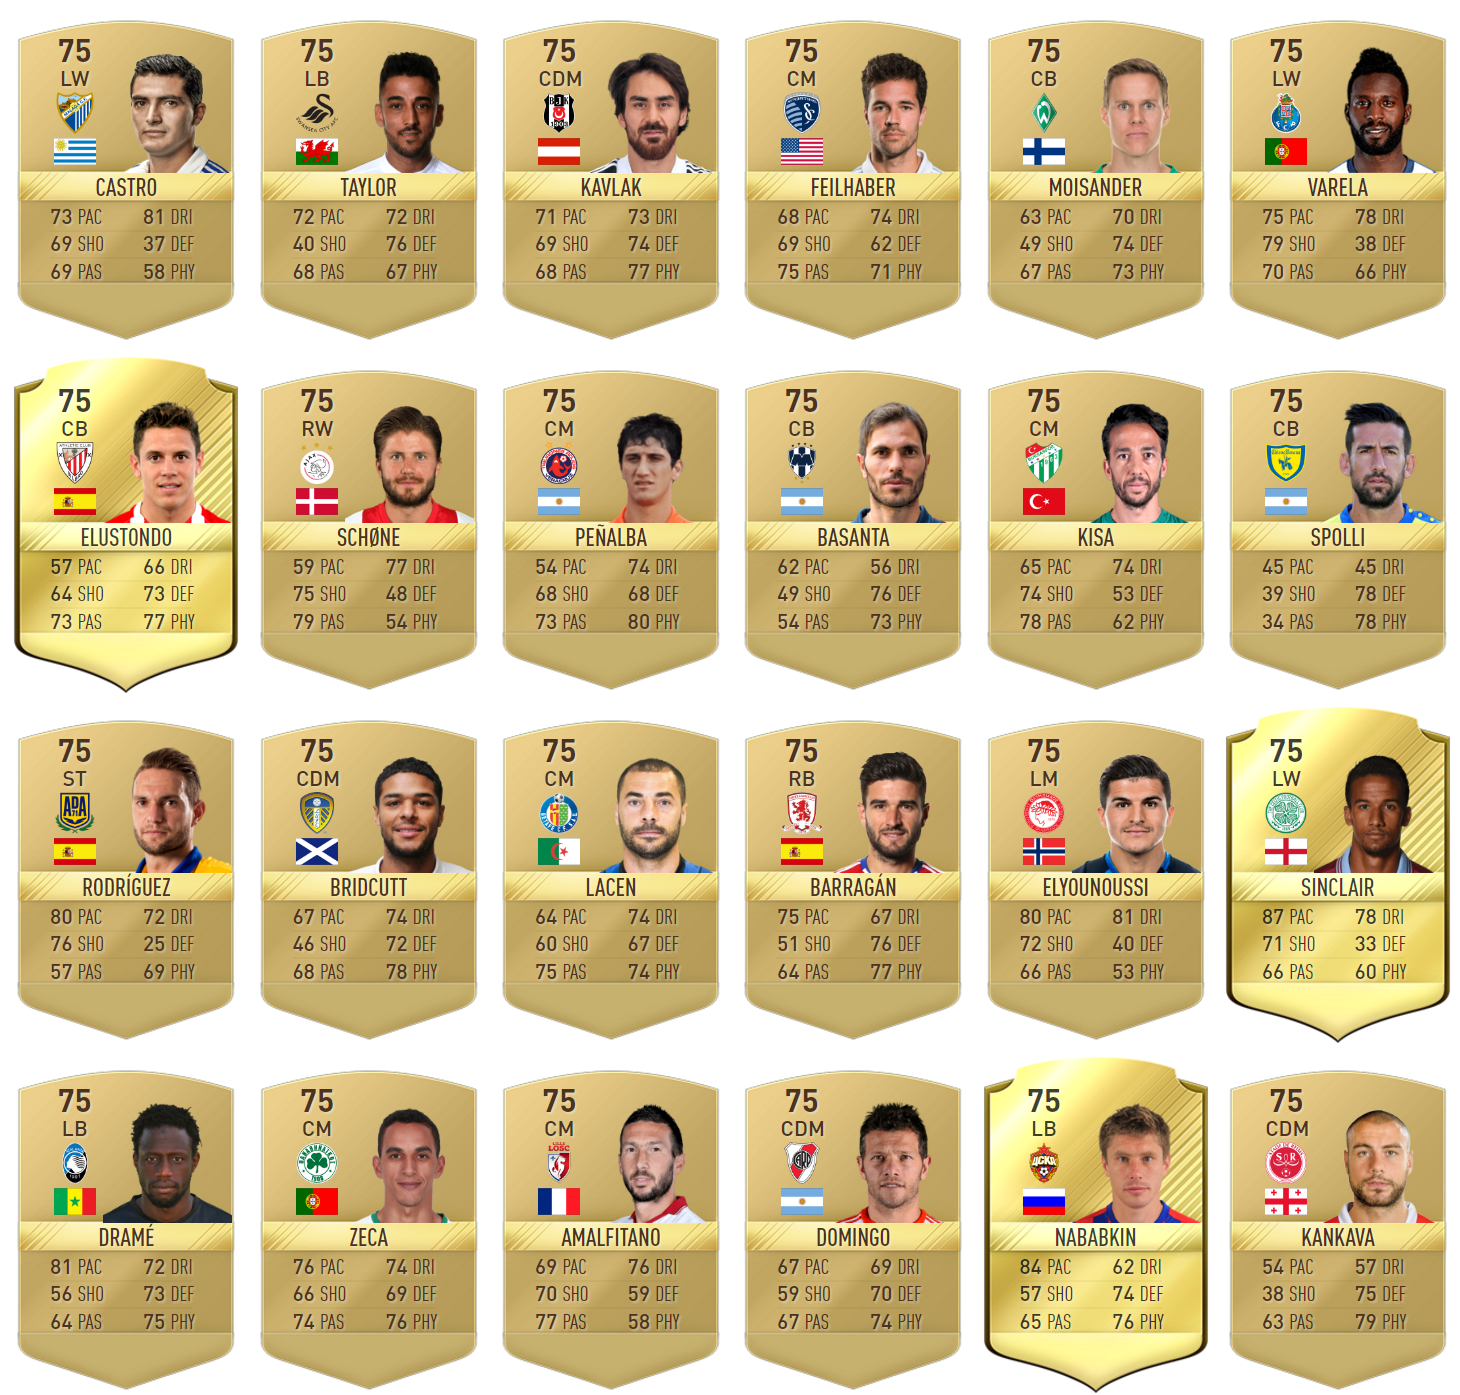 75
LW
CASTRO
73 PAC 81 DRI
69 SHO 37 DEF
69 PAS 58 PHY
75
LB
SWANSEA CITY AFC
TAYLOR
72 PAC 72 DRI
40 SHO 76 DEF
68 PAS 67 PHY
75
CDM
BJK
KAVLAK
71 PAC 73 DRI
69 SHO 74 DEF
68 PAS 77 PHY
75
CM
FEILHABER
68 PAC 74 DRI
69 SHO 62 DEF
75 PAS 71 PHY
75
CB
MOISANDER
63 PAC 70 DRI
49 SHO 74 DEF
67 PAS 73 PHY
75
LW
VARELA
75 PAC 78 DRI
79 SHO 38 DEF
70 PAS 66 PHY
75
CB
ELUSTONDO
57 PAC 66 DRI
64 SHO 73 DEF
73 PAS 77 PHY
75
RW
AJAX
SCHØNE
59 PAC 77 DRI
75 SHO 48 DEF
79 PAS 54 PHY
75
CM
PEÑALBA
54 PAC 74 DRI
68 SHO 68 DEF
73 PAS 80 PHY
75
CB
BASANTA
62 PAC 56 DRI
49 SHO 76 DEF
54 PAS 73 PHY
75
CM
KISA
65 PAC 74 DRI
74 SHO 53 DEF
78 PAS 62 PHY
75
CB
SPOLLI
45 PAC 45 DRI
39 SHO 78 DEF
34 PAS 78 PHY
75
ST
RODRÍGUEZ
80 PAC 72 DRI
76 SHO 25 DEF
57 PAS 69 PHY
75
CDM
BRIDCUTT
67 PAC 74 DRI
46 SHO 72 DEF
68 PAS 78 PHY
75
CM
LACEN
64 PAC 74 DRI
60 SHO 67 DEF
75 PAS 74 PHY
75
RB
BARRAGÁN
75 PAC 67 DRI
51 SHO 76 DEF
64 PAS 77 PHY
75
LM
ELYOUNOUSSI
80 PAC 81 DRI
72 SHO 40 DEF
66 PAS 53 PHY
75
LW
SINCLAIR
87 PAC 78 DRI
71 SHO 33 DEF
66 PAS 60 PHY
75
LB
DRAMÉ
81 PAC 72 DRI
56 SHO 73 DEF
64 PAS 75 PHY
75
CM
ZECA
76 PAC 74 DRI
66 SHO 69 DEF
74 PAS 76 PHY
75
CM
LOSC
AMALFITANO
69 PAC 76 DRI
70 SHO 59 DEF
77 PAS 58 PHY
75
CDM
DOMINGO
67 PAC 69 DRI
59 SHO 70 DEF
67 PAS 74 PHY
75
LB
ЦСКА
NABABKIN
84 PAC 62 DRI
57 SHO 74 DEF
65 PAS 76 PHY
75
CDM
KANKAVA
54 PAC 57 DRI
38 SHO 75 DEF
63 PAS 79 PHY